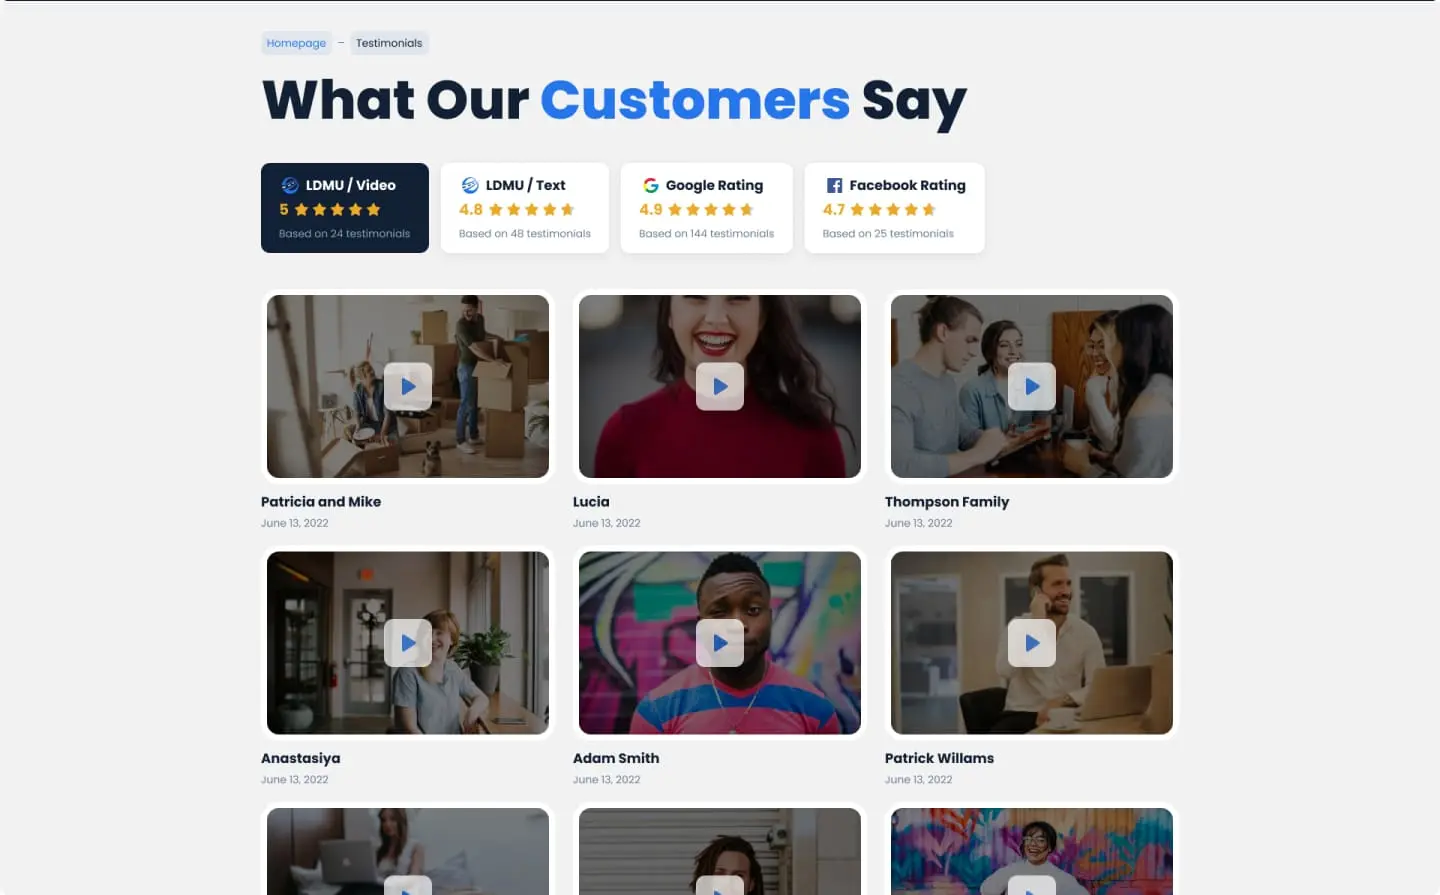 Homepage – Testimonials
What Our Customers Say
LDMU / Video
5
Based on 24 testimonials
LDMU / Text
4.8
Based on 48 testimonials
Google Rating
4.9
Based on 144 testimonials
Facebook Rating
4.7
Based on 25 testimonials
Patricia and Mike
June 13, 2022
Lucia
June 13, 2022
Thompson Family
June 13, 2022
Anastasiya
June 13, 2022
Adam Smith
June 13, 2022
Patrick Willams
June 13, 2022